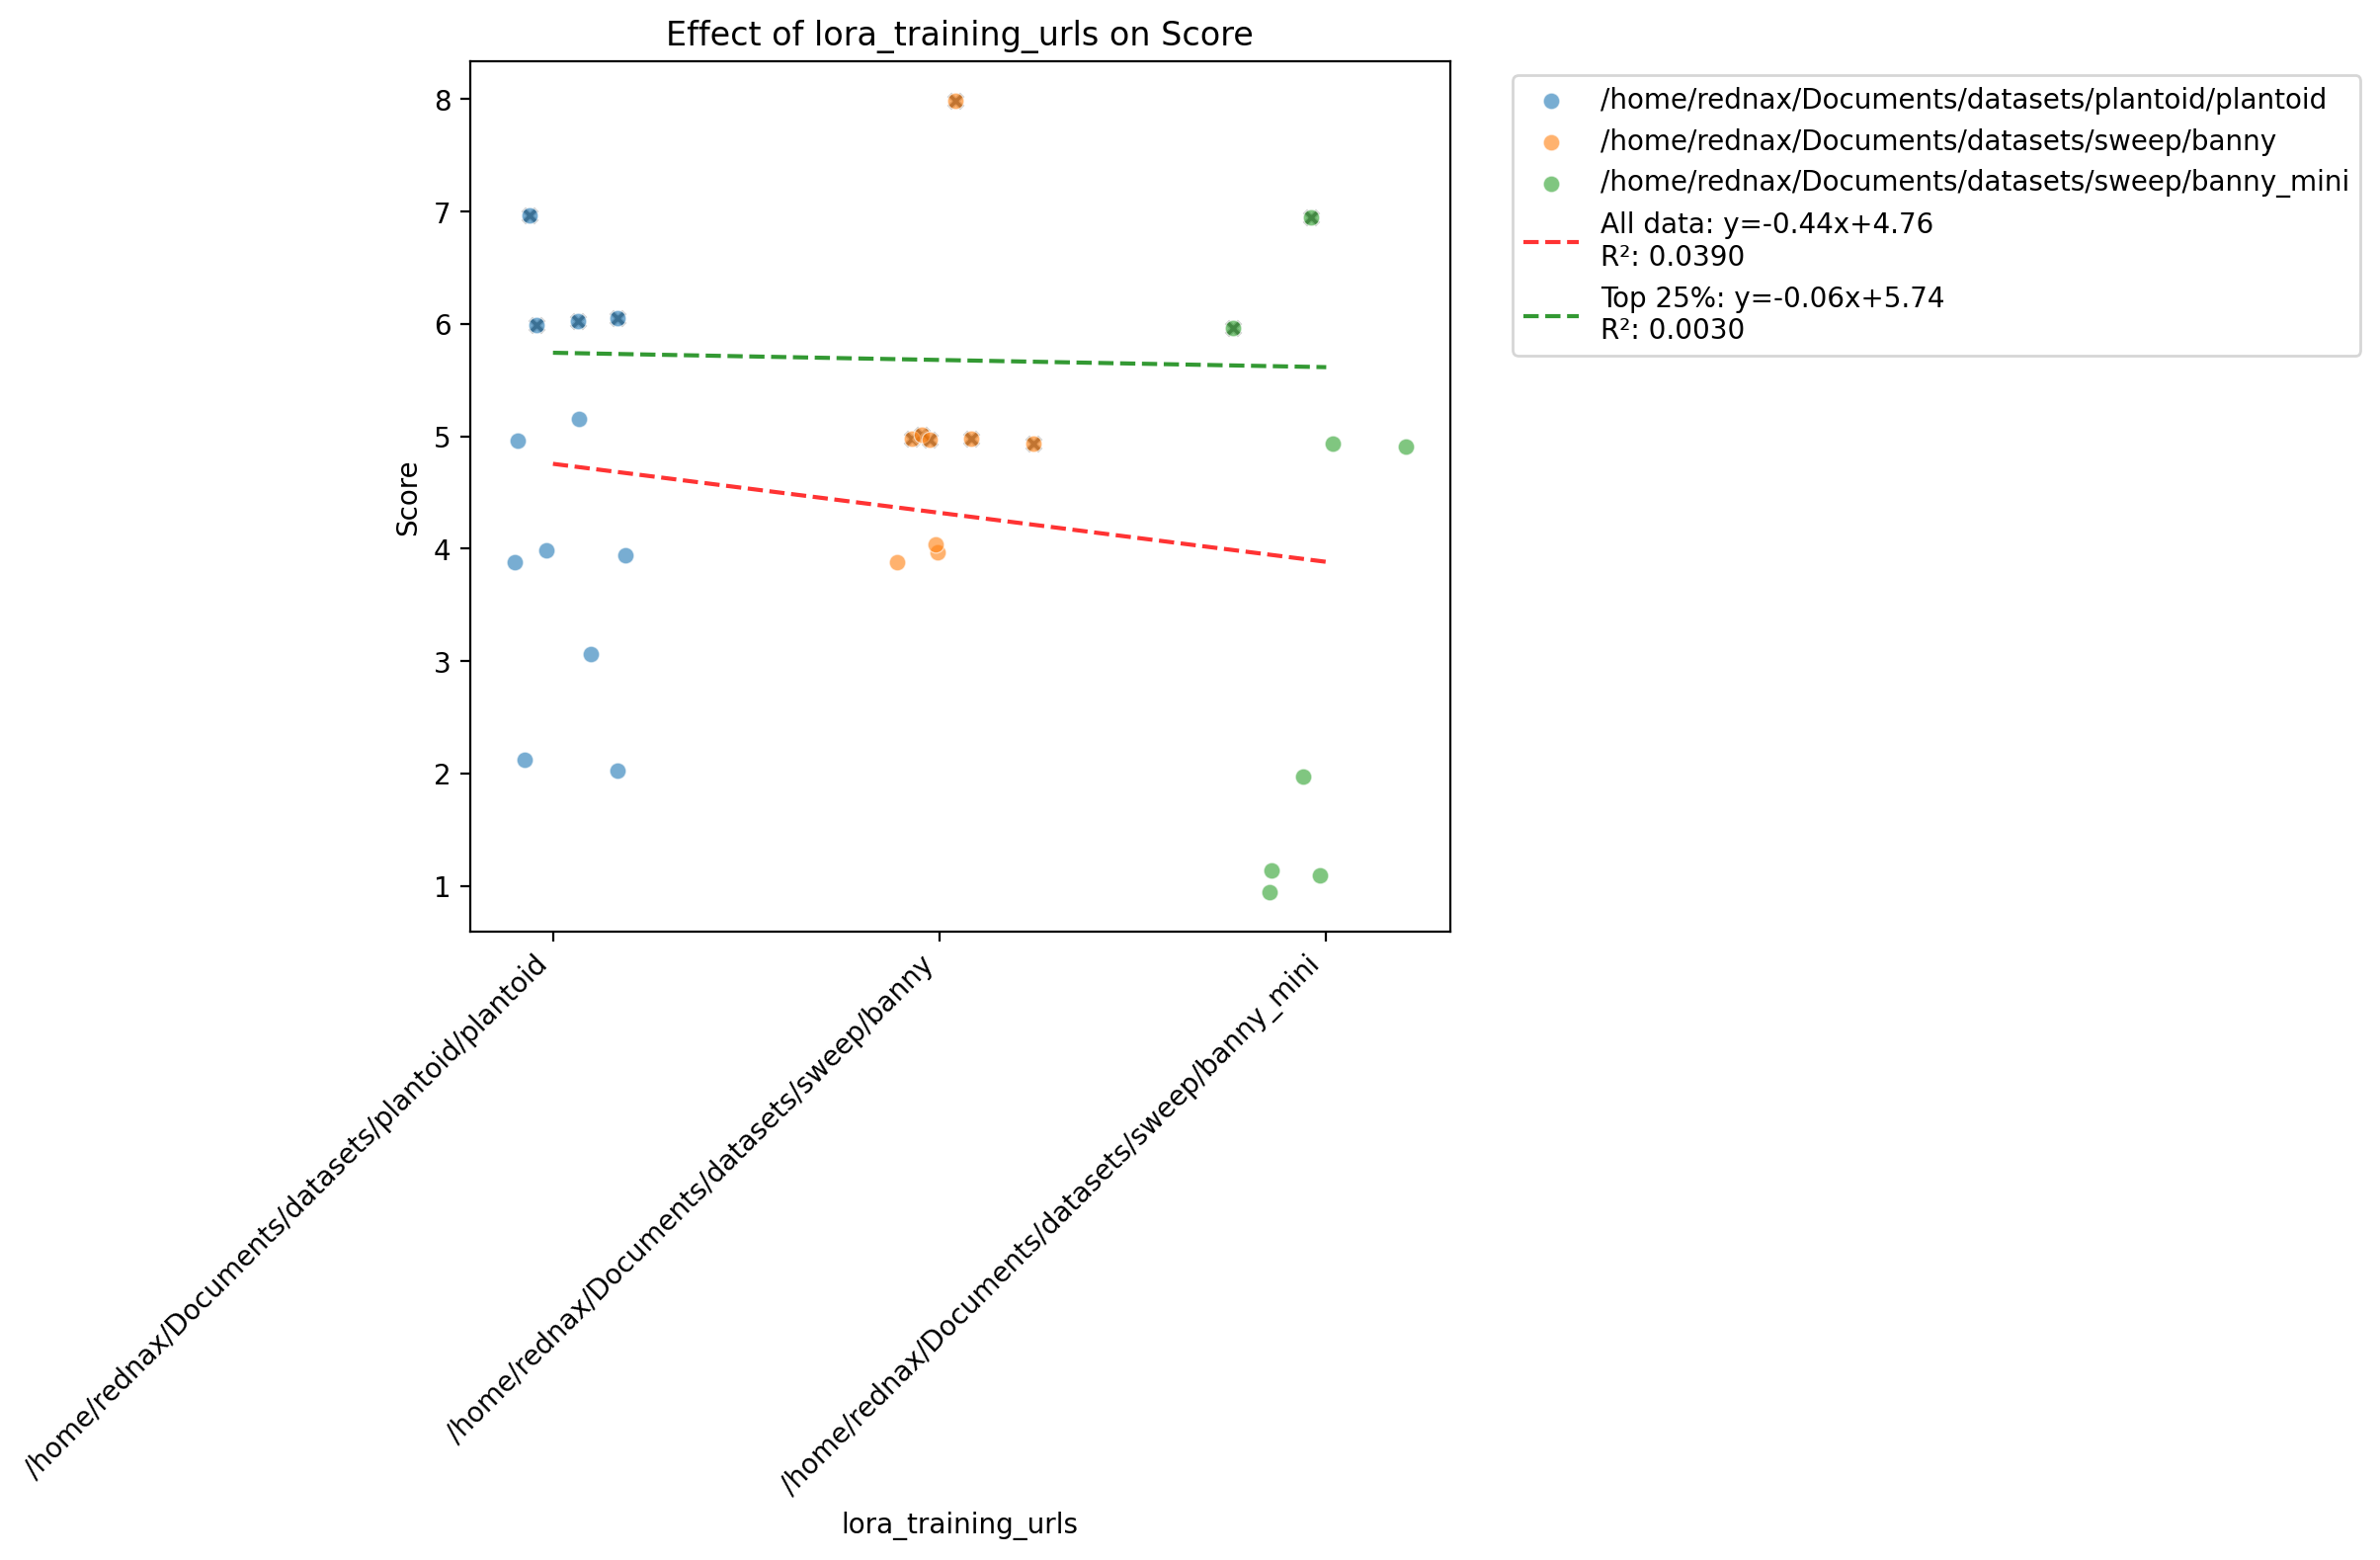 Effect of lora_training_urls on Score
8
7
6
5
4
3
2
1
Score
/home/rednax/Documents/datasets/plantoid/plantoid
/home/rednax/Documents/datasets/sweep/banny
/home/rednax/Documents/datasets/sweep/banny_mini
lora_training_urls
/home/rednax/Documents/datasets/plantoid/plantoid
/home/rednax/Documents/datasets/sweep/banny
/home/rednax/Documents/datasets/sweep/banny_mini
All data: y=-0.44x+4.76
R²: 0.0390
Top 25%: y=-0.06x+5.74
R²: 0.0030